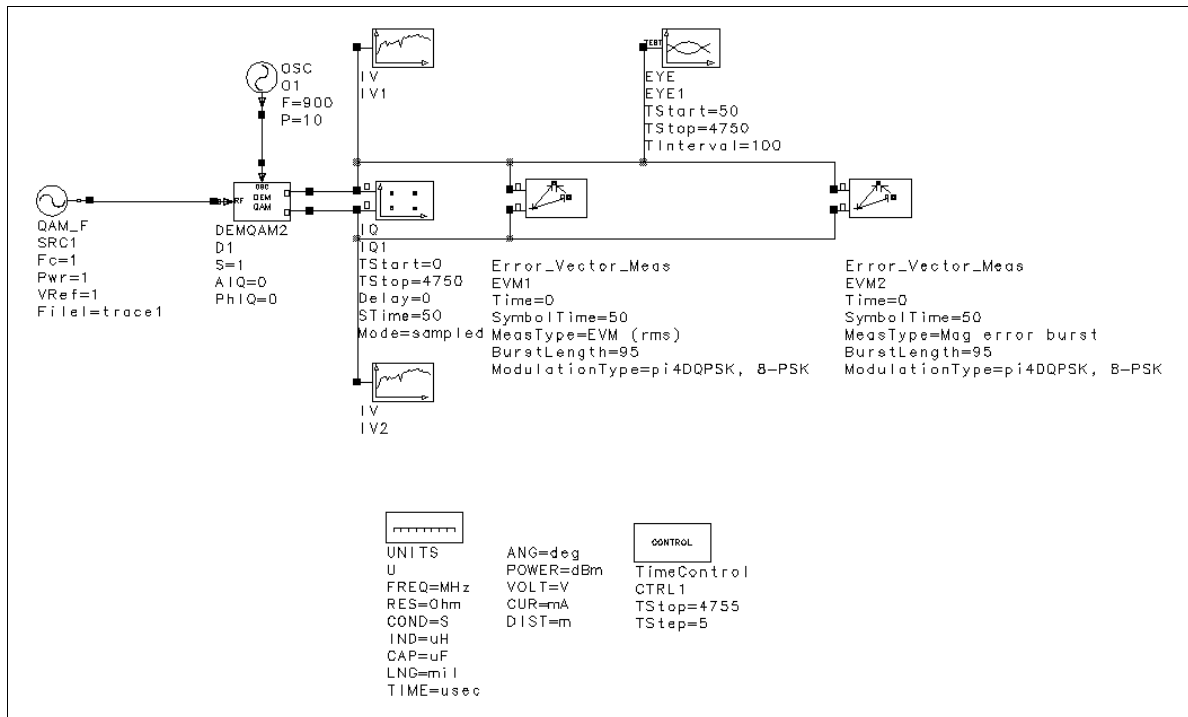 IV
IV1
OSC
O1
F=900
P=10
TEST
EYE
EYE1
TStart=50
TStop=4750
TInterval=100
RF
OSC
DEM
QAM
QAM_F
SRC1
Fc=1
Pwr=1
VRef=1
FileI=trace1
DEMQAM2
D1
S=1
AIQ=0
PhIQ=0
IQ
IQ1
TStart=0
TStop=4750
Delay=0
STime=50
Mode=sampled
Error_Vector_Meas
EVM1
Time=0
SymbolTime=50
MeasType=EVM (rms)
BurstLength=95
ModulationType=pi4DQPSK, 8-PSK
Error_Vector_Meas
EVM2
Time=0
SymbolTime=50
MeasType=Mag error burst
BurstLength=95
ModulationType=pi4DQPSK, 8-PSK
IV
IV2
UNITS
U
FREQ=MHz
RES=Ohm
COND=S
IND=uH
CAP=uF
LNG=mil
TIME=usec
ANG=deg
POWER=dBm
VOLT=V
CUR=mA
DIST=m
CONTROL
TimeControl
CTRL1
TStop=4755
TStep=5